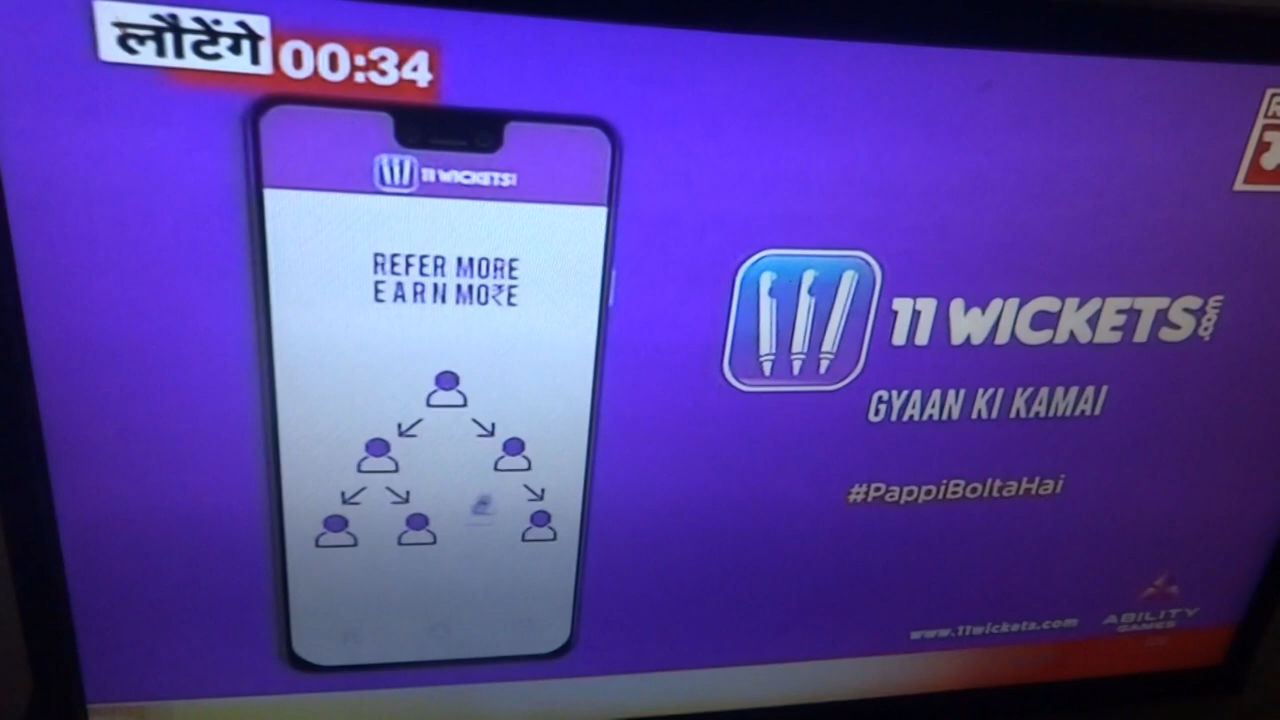 लौटेंगे 00:34
11 WICKETS
REFER MORE
EARN MO₹E
11 WICKETS.com
GYAAN KI KAMAI
#PappiBoltaHai
www.11wickets.com
ABILITY
GAMES